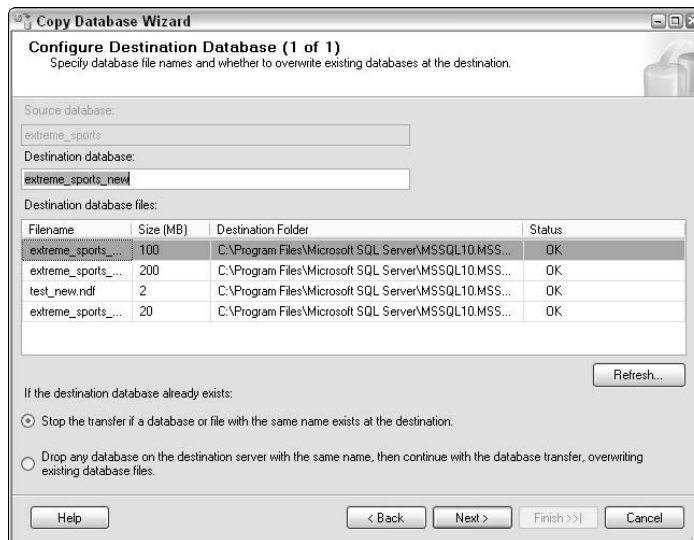 Copy Database Wizard
Configure Destination Database (1 of 1)
Specify database file names and whether to overwrite existing databases at the destination.
Source database:
extreme_sports
Destination database:
extreme_sports_new
Destination database files:
Filename Size (MB) Destination Folder Status
extreme_sports_... 100 C:\Program Files\Microsoft SQL Server\MSSQL10.MSS... OK
extreme_sports_... 200 C:\Program Files\Microsoft SQL Server\MSSQL10.MSS... OK
test_new.ndf 2 C:\Program Files\Microsoft SQL Server\MSSQL10.MSS... OK
extreme_sports_... 20 C:\Program Files\Microsoft SQL Server\MSSQL10.MSS... OK
Refresh...
If the destination database already exists:
Stop the transfer if a database or file with the same name exists at the destination.
Drop any database on the destination server with the same name, then continue with the database transfer, overwriting
existing database files.
Help < Back Next > Finish >>| Cancel